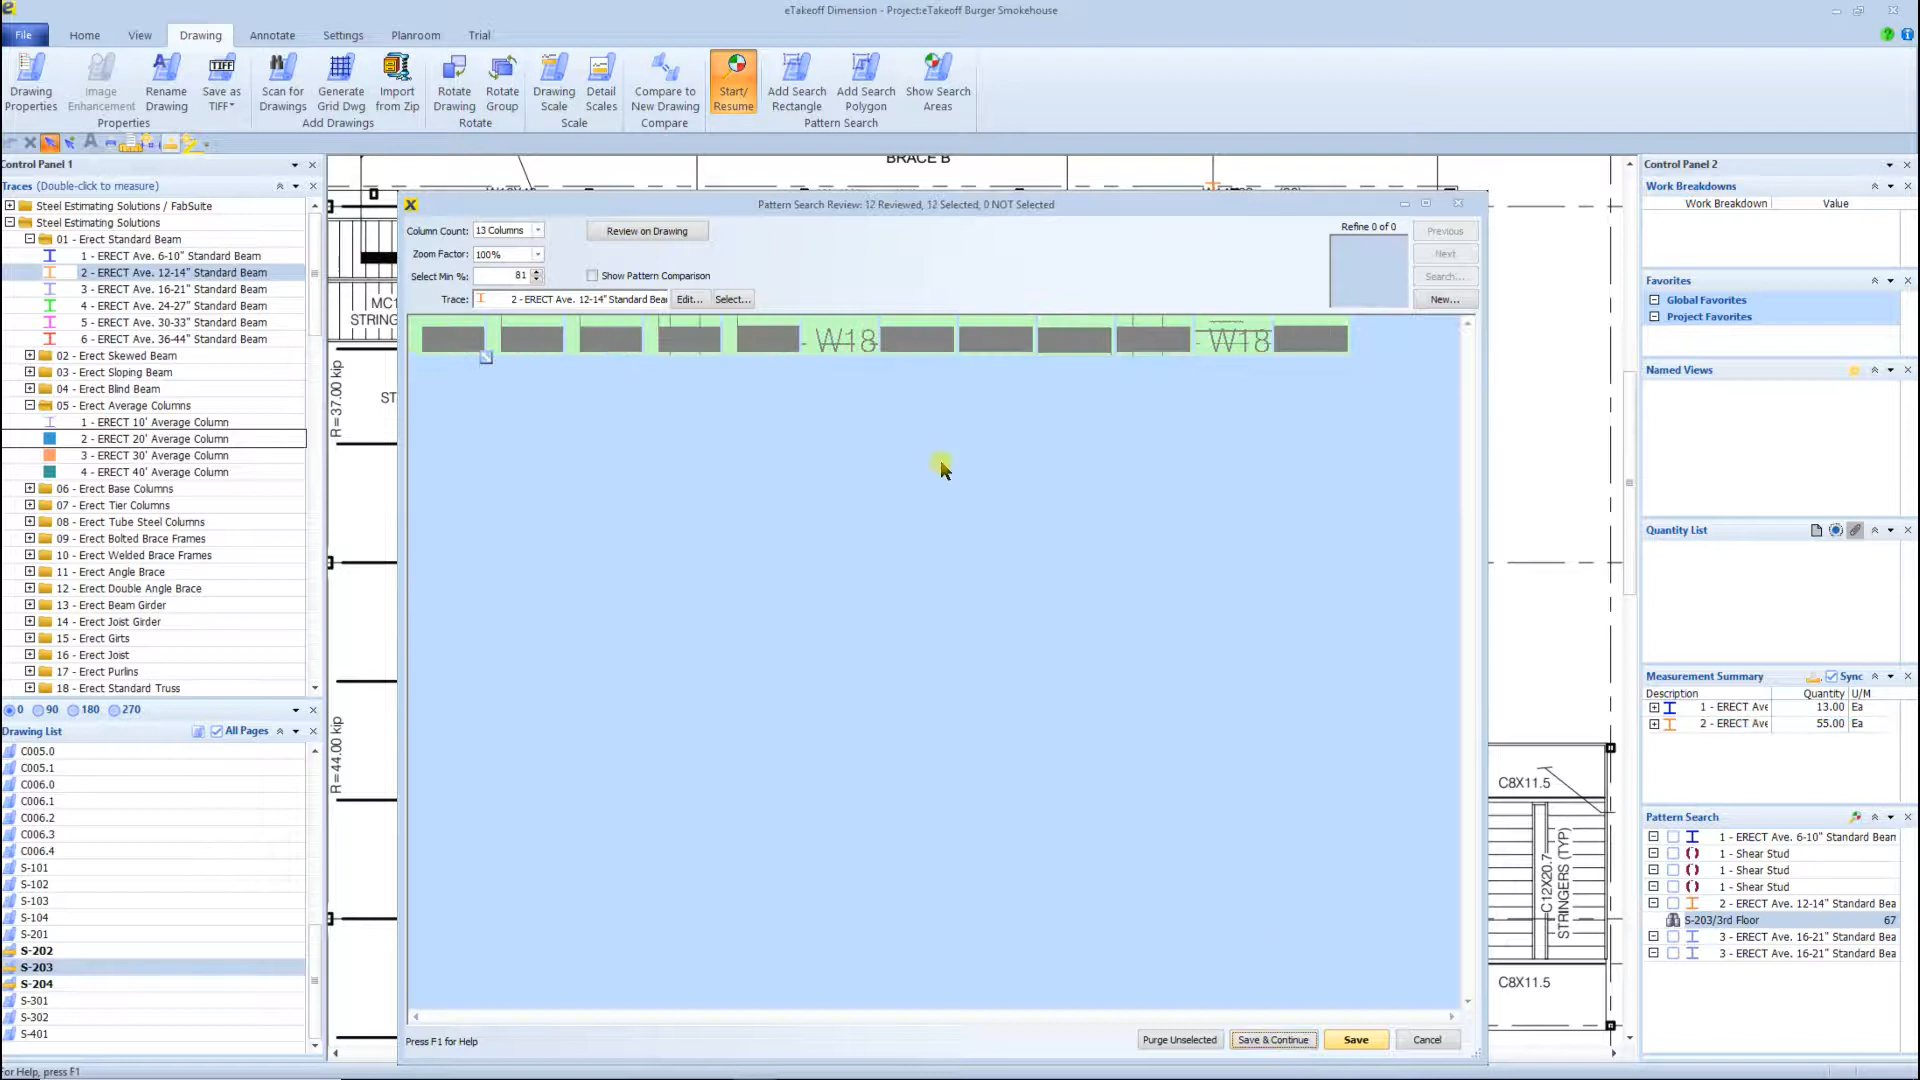 eTakeoff Dimension - Project:eTakeoff Burger Smokehouse
File Home View Drawing Annotate Settings Planroom Trial
Drawing Properties
Image Enhancement
Rename Drawing
Save as TIFF
Properties
Scan for Drawings
Generate Grid Dwg
Import from Zip
Add Drawings
Rotate Drawing
Rotate Group
Rotate
Drawing Scale
Detail Scales
Scale
Compare to New Drawing
Compare
Start/ Resume
Add Search Rectangle
Add Search Polygon
Show Search Areas
Pattern Search
Control Panel 1
Traces (Double-click to measure)
Steel Estimating Solutions / FabSuite
Steel Estimating Solutions
01 - Erect Standard Beam
1 - ERECT Ave. 6-10" Standard Beam
2 - ERECT Ave. 12-14" Standard Beam
3 - ERECT Ave. 16-21" Standard Beam
4 - ERECT Ave. 24-27" Standard Beam
5 - ERECT Ave. 30-33" Standard Beam
6 - ERECT Ave. 36-44" Standard Beam
02 - Erect Skewed Beam
03 - Erect Sloping Beam
04 - Erect Blind Beam
05 - Erect Average Columns
1 - ERECT 10' Average Column
2 - ERECT 20' Average Column
3 - ERECT 30' Average Column
4 - ERECT 40' Average Column
06 - Erect Base Columns
07 - Erect Tier Columns
08 - Erect Tube Steel Columns
09 - Erect Bolted Brace Frames
10 - Erect Welded Brace Frames
11 - Erect Angle Brace
12 - Erect Double Angle Brace
13 - Erect Beam Girder
14 - Erect Joist Girder
15 - Erect Girts
16 - Erect Joist
17 - Erect Purlins
18 - Erect Standard Truss
0 90 180 270
Drawing List
All Pages
C005.0
C005.1
C006.0
C006.1
C006.2
C006.3
C006.4
S-101
S-102
S-103
S-104
S-201
S-202
S-203
S-204
S-301
S-302
S-401
For Help, press F1
BRACE B
MC1
STRING
R=37.00 kip
ST
R=44.00 kip
Pattern Search Review: 12 Reviewed, 12 Selected, 0 NOT Selected
Column Count: 13 Columns
Review on Drawing
Zoom Factor: 100%
Select Min %: 81
Show Pattern Comparison
Trace: 2 - ERECT Ave. 12-14" Standard Bea
Edit... Select...
Refine 0 of 0
Previous
Next
Search...
New...
W18 W18
Press F1 for Help
Purge Unselected Save & Continue Save Cancel
C8X11.5
C12X20.7
STRINGERS (TYP)
C8X11.5
Control Panel 2
Work Breakdowns
Work Breakdown Value
Favorites
Global Favorites
Project Favorites
Named Views
Quantity List
Measurement Summary Sync
Description Quantity U/M
1 - ERECT Ave 13.00 Ea
2 - ERECT Ave 55.00 Ea
Pattern Search
1 - ERECT Ave. 6-10" Standard Bean
1 - Shear Stud
1 - Shear Stud
1 - Shear Stud
2 - ERECT Ave. 12-14" Standard Bea
S-203/3rd Floor 67
3 - ERECT Ave. 16-21" Standard Bea
3 - ERECT Ave. 16-21" Standard Bea